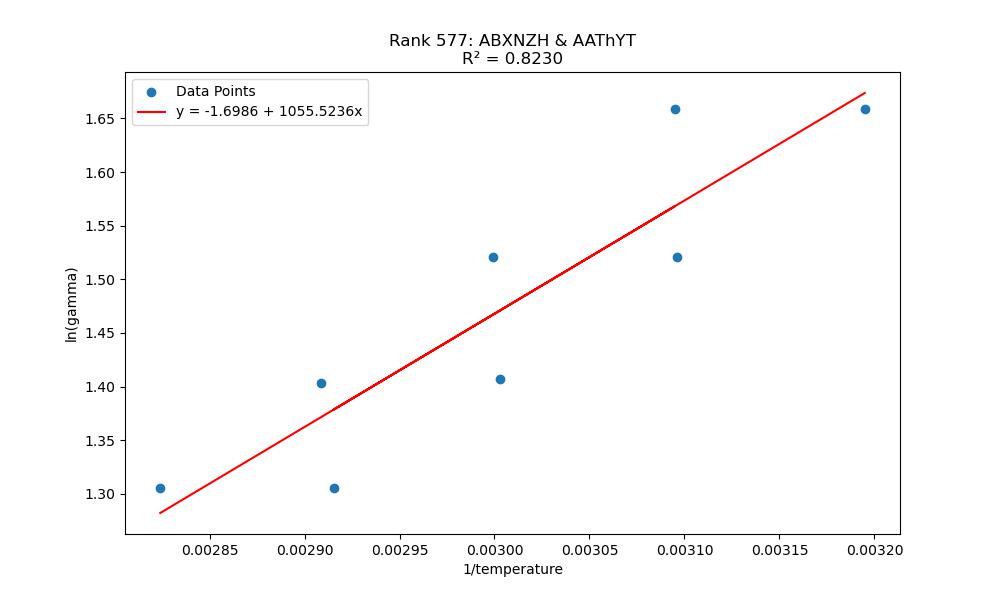 Rank 577: ABXNZH & AAThYT
R² = 0.8230
Data Points
y = -1.6986 + 1055.5236x
ln(gamma)
1.65
1.60
1.55
1.50
1.45
1.40
1.35
1.30
0.00285 0.00290 0.00295 0.00300 0.00305 0.00310 0.00315 0.00320
1/temperature